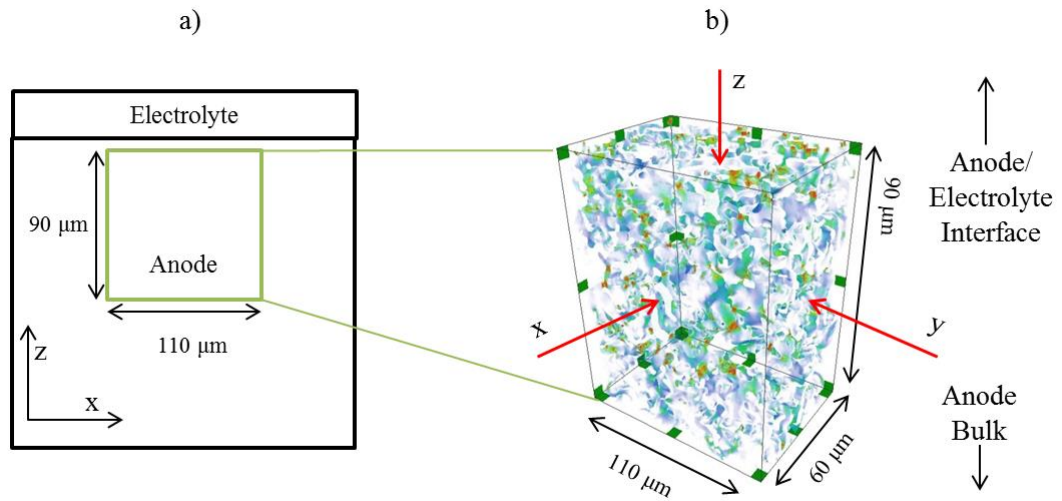 a)
b)
Electrolyte
90 μm
Anode
110 μm
z
x
z
x
y
90 μm
60 μm
110 μm
Anode/
Electrolyte
Interface
Anode
Bulk